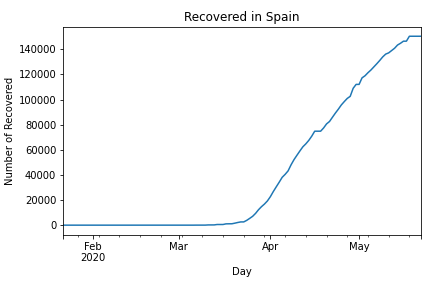 Recovered in Spain
Number of Recovered
140000
120000
100000
80000
60000
40000
20000
0
Feb
2020
Mar
Apr
May
Day